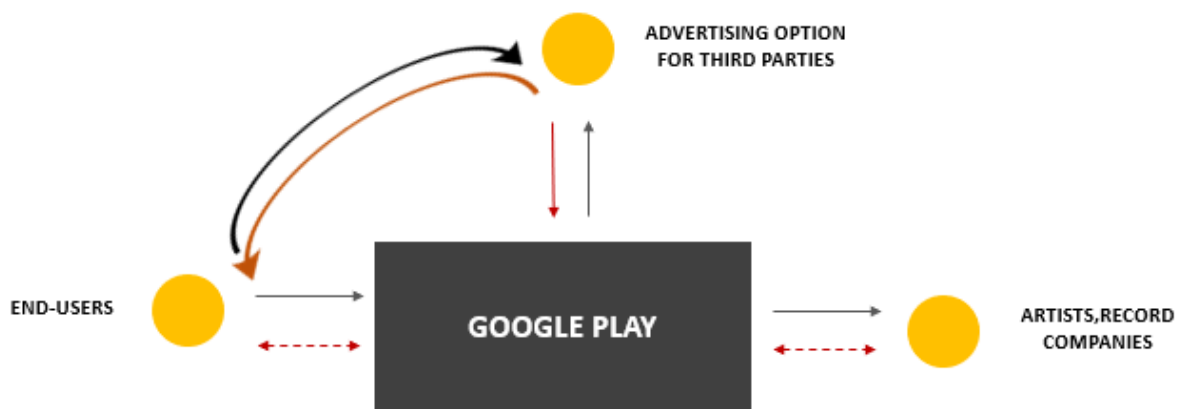 ADVERTISING OPTION
FOR THIRD PARTIES
END-USERS
GOOGLE PLAY
ARTISTS,RECORD
COMPANIES